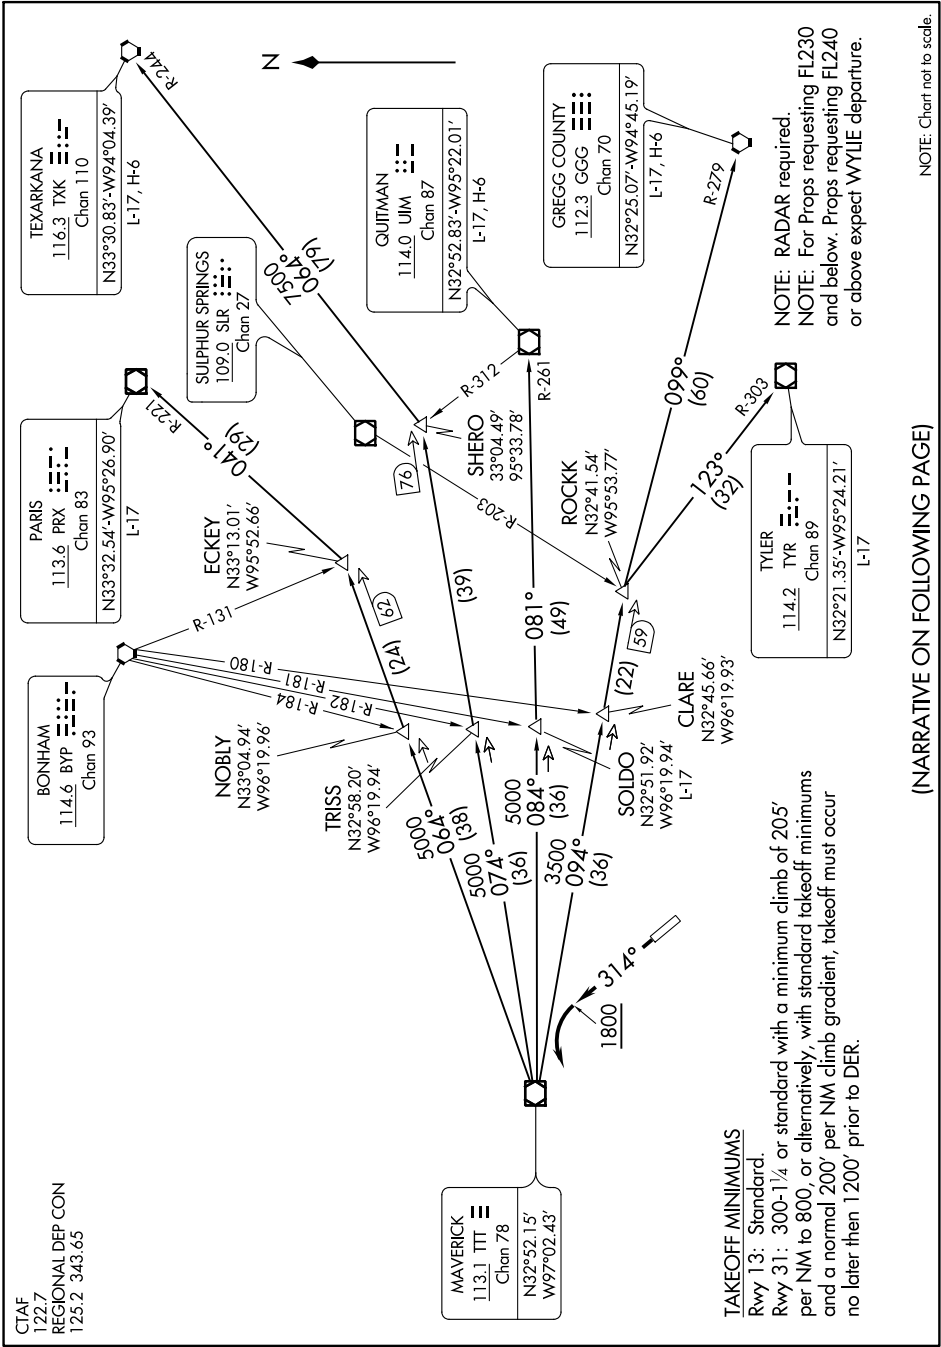 CTAF
122.7
REGIONAL DEP CON
125.2 343.65
TEXARKANA
116.3 TXK
Chan 110
N33°30.83′-W94°04.39′
L-17, H-6
R-244
N
PARIS
113.6 PRX
Chan 83
N33°32.54′-W95°26.90′
L-17
R-221
BONHAM
114.6 BYP
Chan 93
SULPHUR SPRINGS
109.0 SLR
Chan 27
7500
064°
(79)
QUITMAN
114.0 UIM
Chan 87
N32°52.83′-W95°22.01′
L-17, H-6
GREGG COUNTY
112.3 GGG
Chan 70
N32°25.07′-W94°45.19′
L-17, H-6
R-279
ECKEY
N33°13.01′
W95°52.66′
041°
(29)
R-131
R-180
R-181
R-182
R-184
NOBLY
N33°04.94′
W96°19.96′
(24)
62
TRISS
N32°58.20′
W96°19.94′
76
(39)
SHERO
33°04.49′
95°33.78′
R-312
R-261
R-203
ROCKK
N32°41.54′
W95°53.77′
081°
(49)
099°
(60)
123°
(32)
R-303
5000
064°
(38)
5000
074°
(36)
5000
084°
(36)
3500
094°
(36)
SOLDO
N32°51.92′
W96°19.94′
L-17
CLARE
N32°45.66′
W96°19.93′
(22)
59
TYLER
114.2 TYR
Chan 89
N32°21.35′-W95°24.21′
L-17
MAVERICK
113.1 TTT
Chan 78
N32°52.15′
W97°02.43′
1800
314°
NOTE: RADAR required.
NOTE: For Props requesting FL230
and below. Props requesting FL240
or above expect WYLIE departure.
TAKEOFF MINIMUMS
Rwy 13: Standard.
Rwy 31: 300-1¼ or standard with a minimum climb of 205′
per NM to 800, or alternatively, with standard takeoff minimums
and a normal 200′ per NM climb gradient, takeoff must occur
no later then 1200′ prior to DER.
NOTE: Chart not to scale.
(NARRATIVE ON FOLLOWING PAGE)